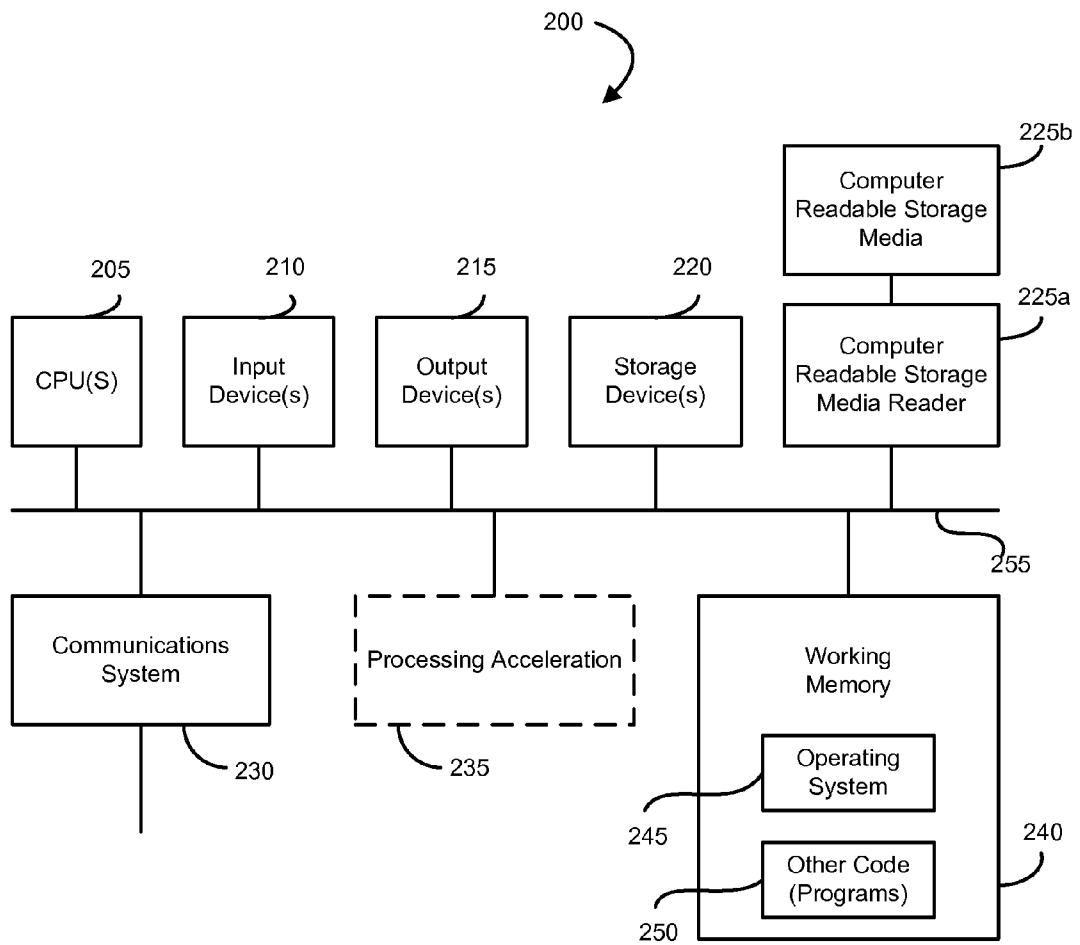 200
225b
Computer
Readable Storage
Media
205
210
215
220
225a
CPU(S)
Input
Device(s)
Output
Device(s)
Storage
Device(s)
Computer
Readable Storage
Media Reader
255
Communications
System
Processing Acceleration
Working
Memory
230
235
Operating
System
245
240
Other Code
(Programs)
250